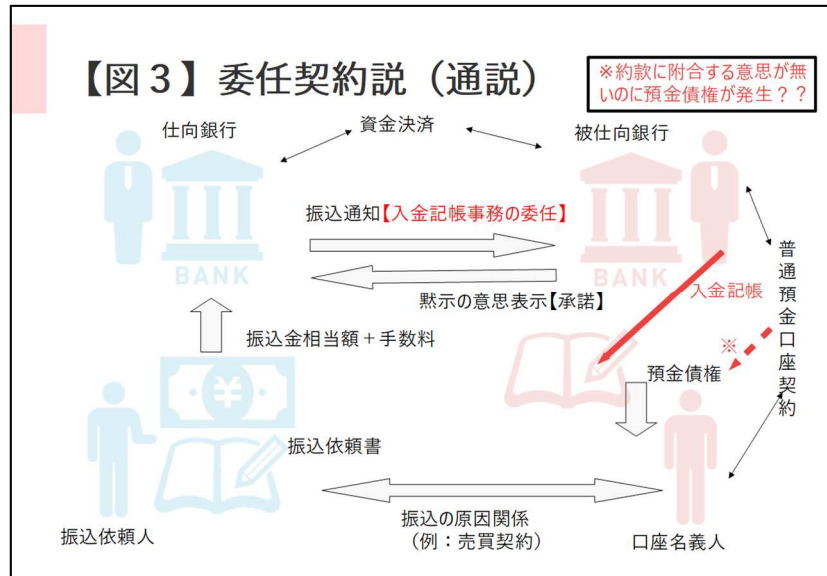 【図３】委任契約説（通説）
※約款に附合する意思が無
いのに預金債権が発生？？
仕向銀行
資金決済
被仕向銀行
振込通知【入金記帳事務の委任】
BANK
BANK
黙示の意思表示【承諾】
入金記帳
普通預金口座契約
振込金相当額＋手数料
※
預金債権
¥
振込依頼書
振込の原因関係
（例：売買契約）
振込依頼人
口座名義人